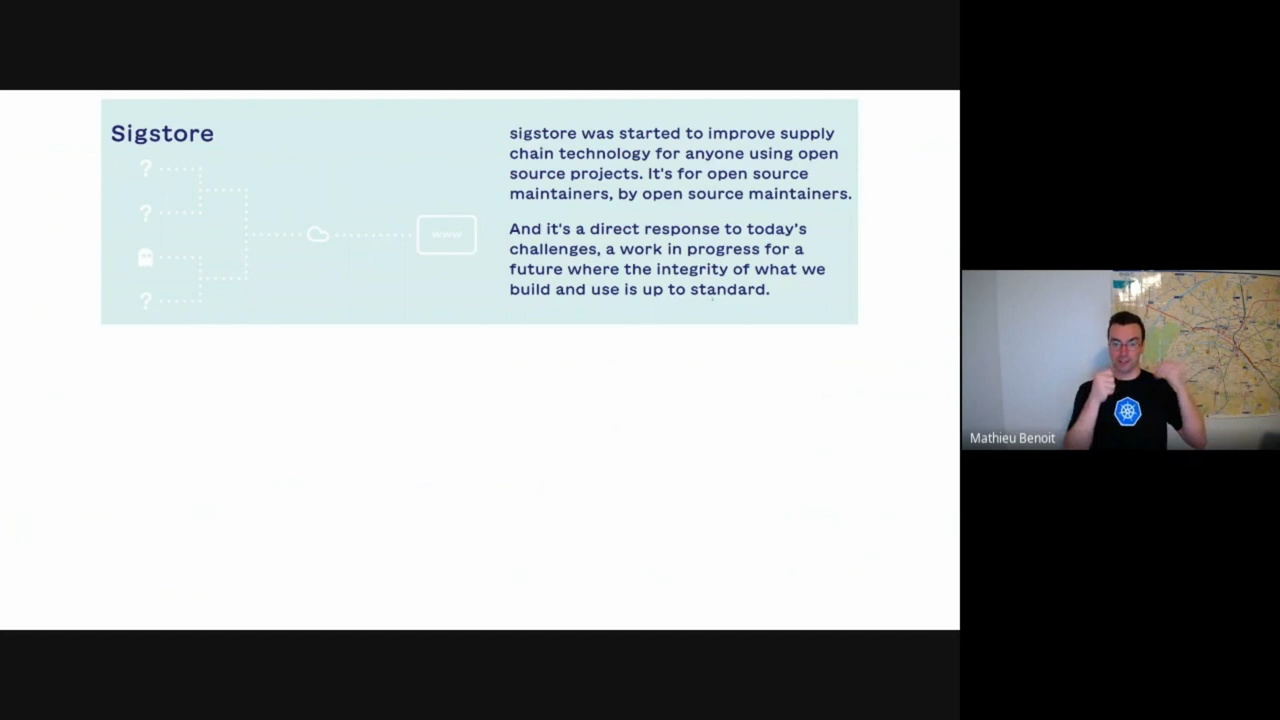 Sigstore
?
?
?
www
sigstore was started to improve supply
chain technology for anyone using open
source projects. It's for open source
maintainers, by open source maintainers.
And it's a direct response to today's
challenges, a work in progress for a
future where the integrity of what we
build and use is up to standard.
Mathieu Benoit